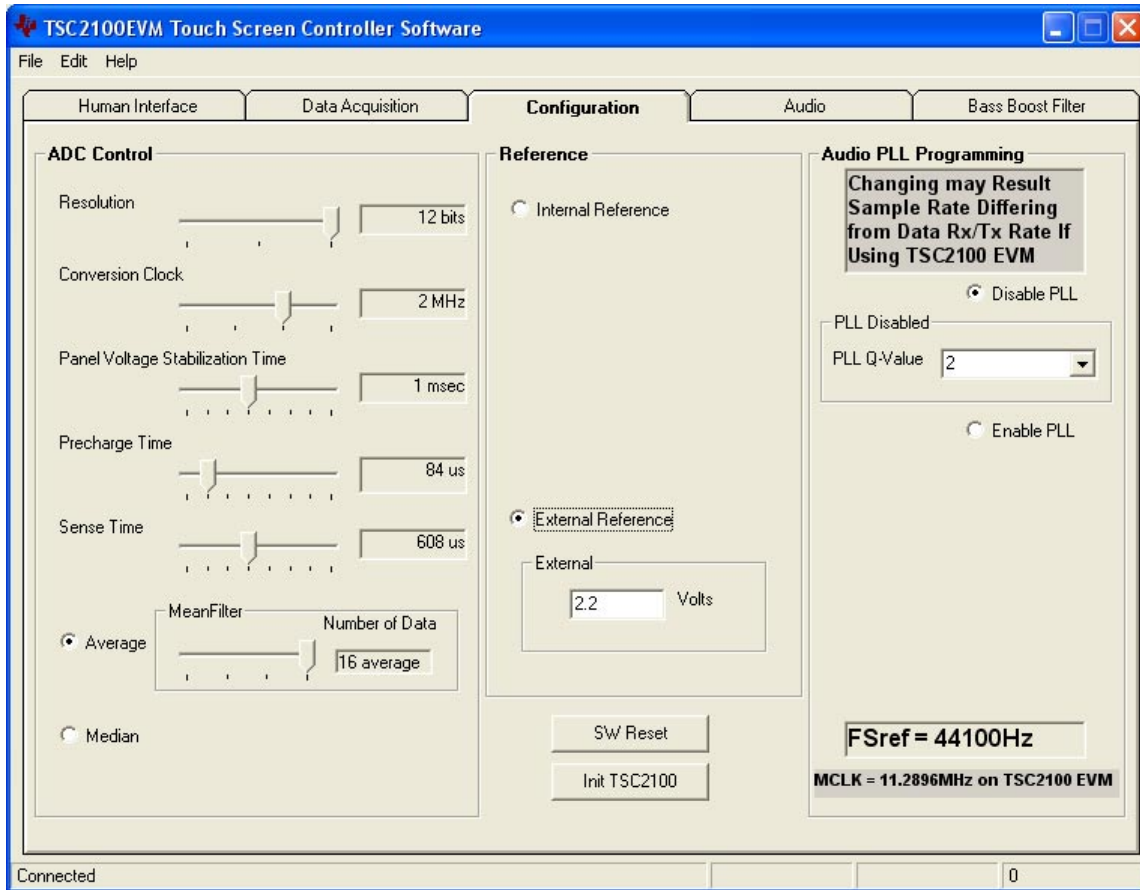 TSC2100EVM Touch Screen Controller Software
File Edit Help
Human Interface
Data Acquisition
Configuration
Audio
Bass Boost Filter
ADC Control
Resolution
12 bits
Conversion Clock
2 MHz
Panel Voltage Stabilization Time
1 msec
Precharge Time
84 us
Sense Time
608 us
Average
MeanFilter
Number of Data
16 average
Median
Reference
Internal Reference
External Reference
External
2.2 Volts
SW Reset
Init TSC2100
Audio PLL Programming
Changing may Result
Sample Rate Differing
from Data Rx/Tx Rate If
Using TSC2100 EVM
Disable PLL
PLL Disabled
PLL Q-Value 2
Enable PLL
FSref = 44100Hz
MCLK = 11.2896MHz on TSC2100 EVM
Connected
0